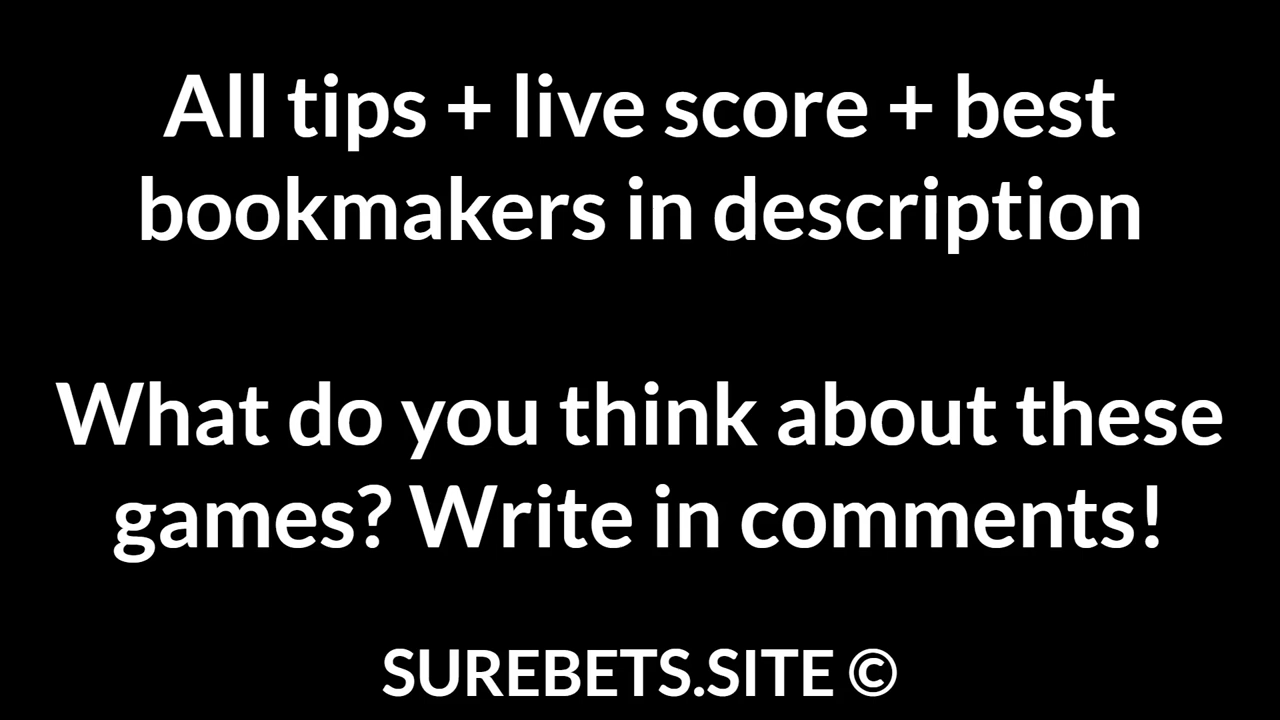 All tips + live score + best
bookmakers in description
What do you think about these
games? Write in comments!
SUREBETS.SITE ©